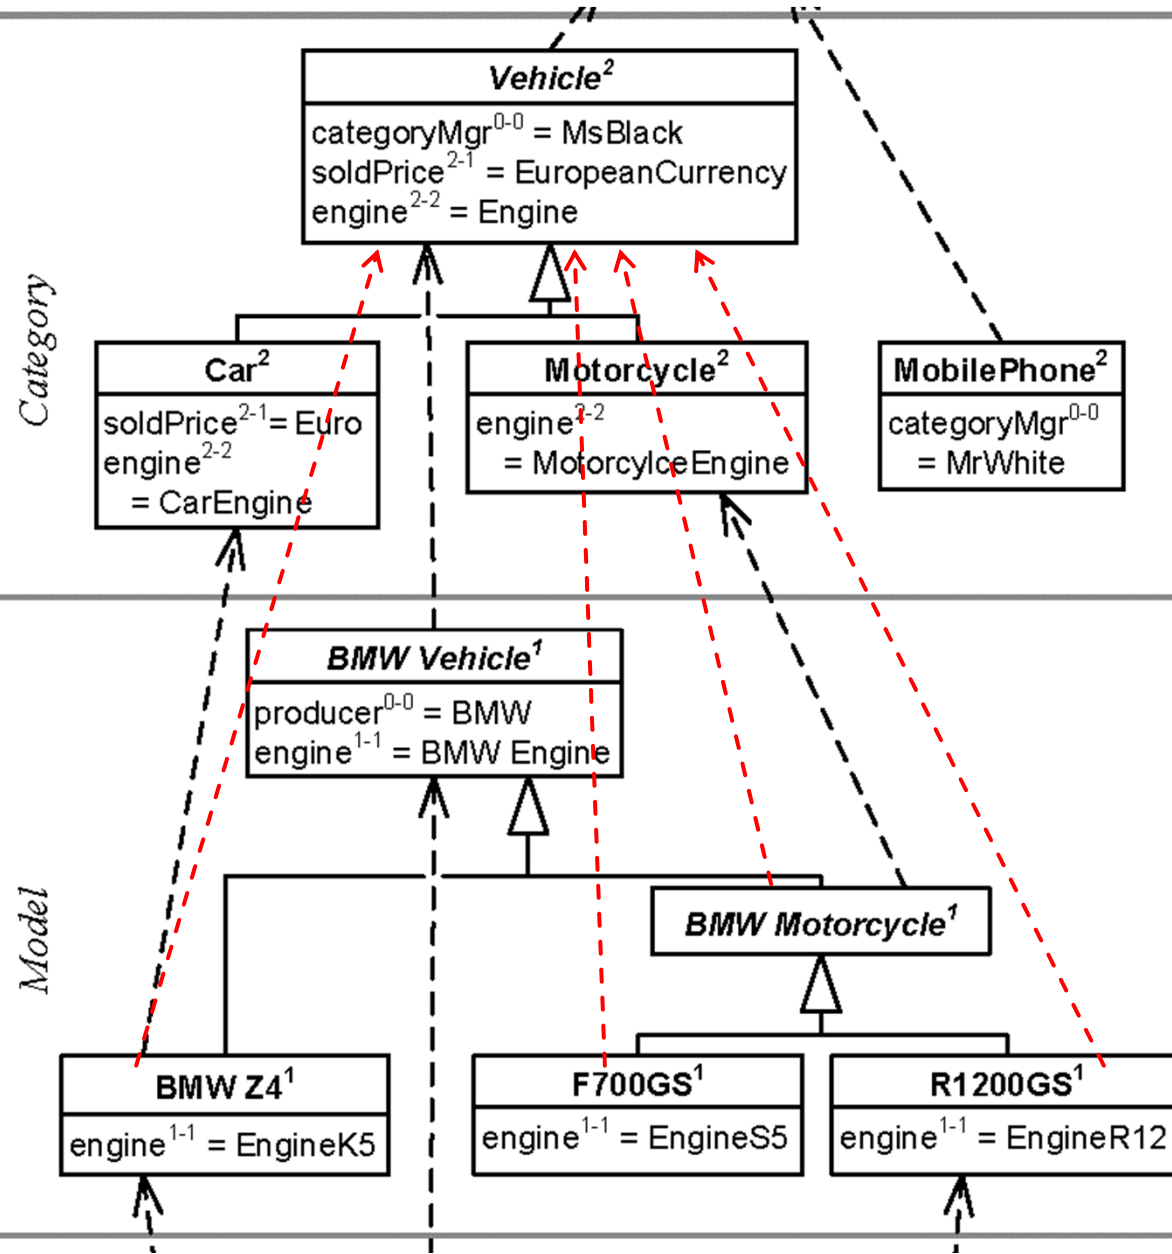 Vehicle²
categoryMgr⁰⁻⁰ = MsBlack
soldPrice²⁻¹ = EuropeanCurrency
engine²⁻² = Engine
Category
Car²
soldPrice²⁻¹= Euro
engine²⁻²
= CarEngine
Motorcycle²
engine²⁻²
= MotorcylceEngine
MobilePhone²
categoryMgr⁰⁻⁰
= MrWhite
BMW Vehicle¹
producer⁰⁻⁰ = BMW
engine¹⁻¹ = BMW Engine
Model
BMW Motorcycle¹
BMW Z4¹
engine¹⁻¹ = EngineK5
F700GS¹
engine¹⁻¹ = EngineS5
R1200GS¹
engine¹⁻¹ = EngineR12